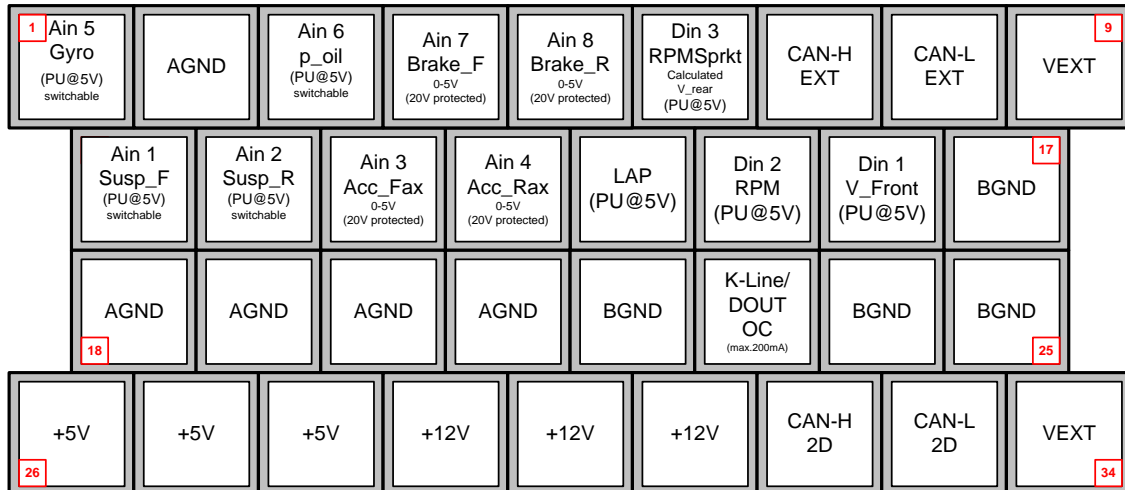 1
Ain 5
Gyro
(PU@5V)
switchable
AGND
Ain 6
p_oil
(PU@5V)
switchable
Ain 7
Brake_F
0-5V
(20V protected)
Ain 8
Brake_R
0-5V
(20V protected)
Din 3
RPMSprkt
Calculated
V_rear
(PU@5V)
CAN-H
EXT
CAN-L
EXT
9
VEXT
Ain 1
Susp_F
(PU@5V)
switchable
Ain 2
Susp_R
(PU@5V)
switchable
Ain 3
Acc_Fax
0-5V
(20V protected)
Ain 4
Acc_Rax
0-5V
(20V protected)
LAP
(PU@5V)
Din 2
RPM
(PU@5V)
Din 1
V_Front
(PU@5V)
17
BGND
AGND
18
AGND
AGND
AGND
BGND
K-Line/
DOUT
OC
(max.200mA)
BGND
BGND
25
+5V
26
+5V
+5V
+12V
+12V
+12V
CAN-H
2D
CAN-L
2D
VEXT
34